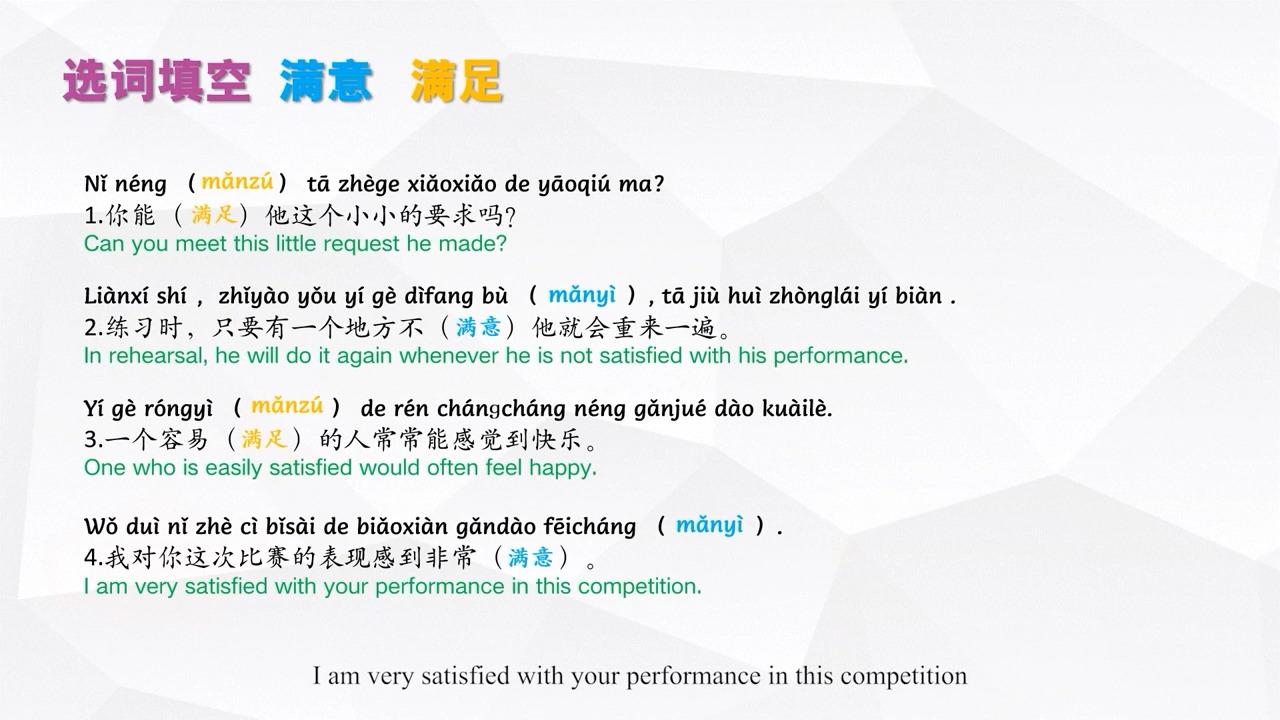 选词填空 满意 满足
Nǐ néng （mǎnzú） tā zhège xiǎoxiǎo de yāoqiú ma?
1.你能（满足）他这个小小的要求吗?
Can you meet this little request he made?
Liànxí shí , zhǐyào yǒu yí gè dìfang bù （mǎnyì）, tā jiù huì zhònglái yí biàn .
2.练习时，只要有一个地方不（满意）他就会重来一遍。
In rehearsal, he will do it again whenever he is not satisfied with his performance.
Yí gè róngyì （mǎnzú） de rén chángcháng néng gǎnjué dào kuàilè.
3.一个容易（满足）的人常常能感觉到快乐。
One who is easily satisfied would often feel happy.
Wǒ duì nǐ zhè cì bǐsài de biǎoxiàn gǎndào fēicháng （mǎnyì）.
4.我对你这次比赛的表现感到非常（满意）。
I am very satisfied with your performance in this competition.
I am very satisfied with your performance in this competition